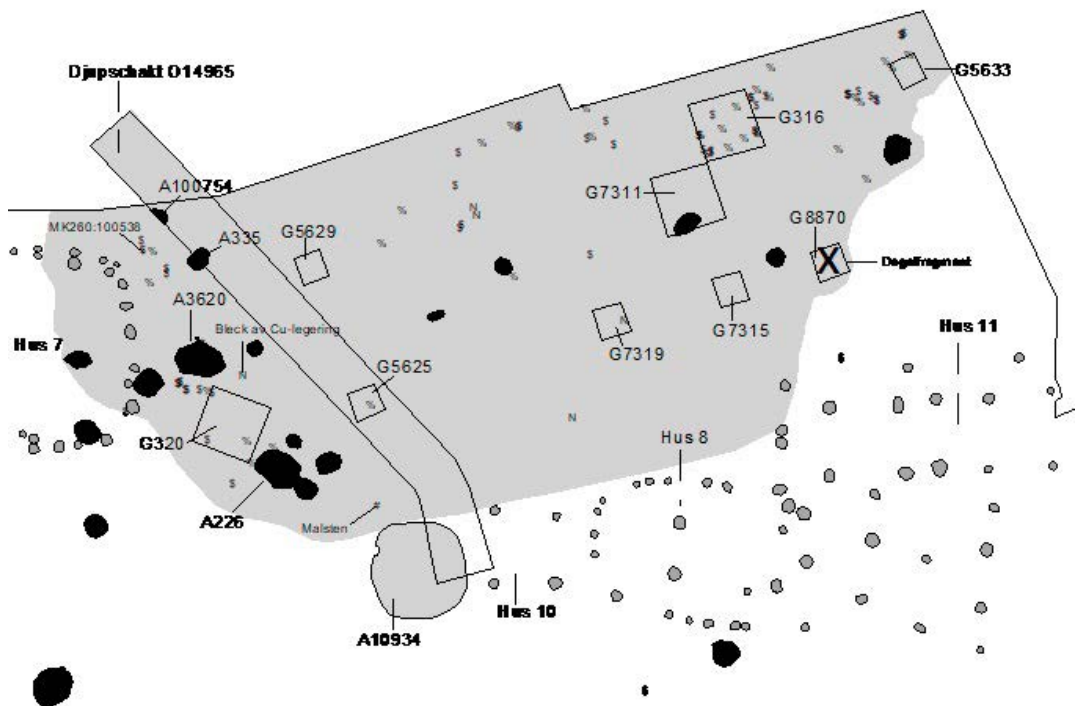 Djupschakt O14965
G5633
G316
A100754
G7311
MK260:100538
A335
G5629
G8870
X
Degelfragment
A3620
Bleck av Cu-legering
G7315
Hus 11
Hus 7
G7319
G5625
G320
Hus 8
A226
Malsten
Hus 10
A10934